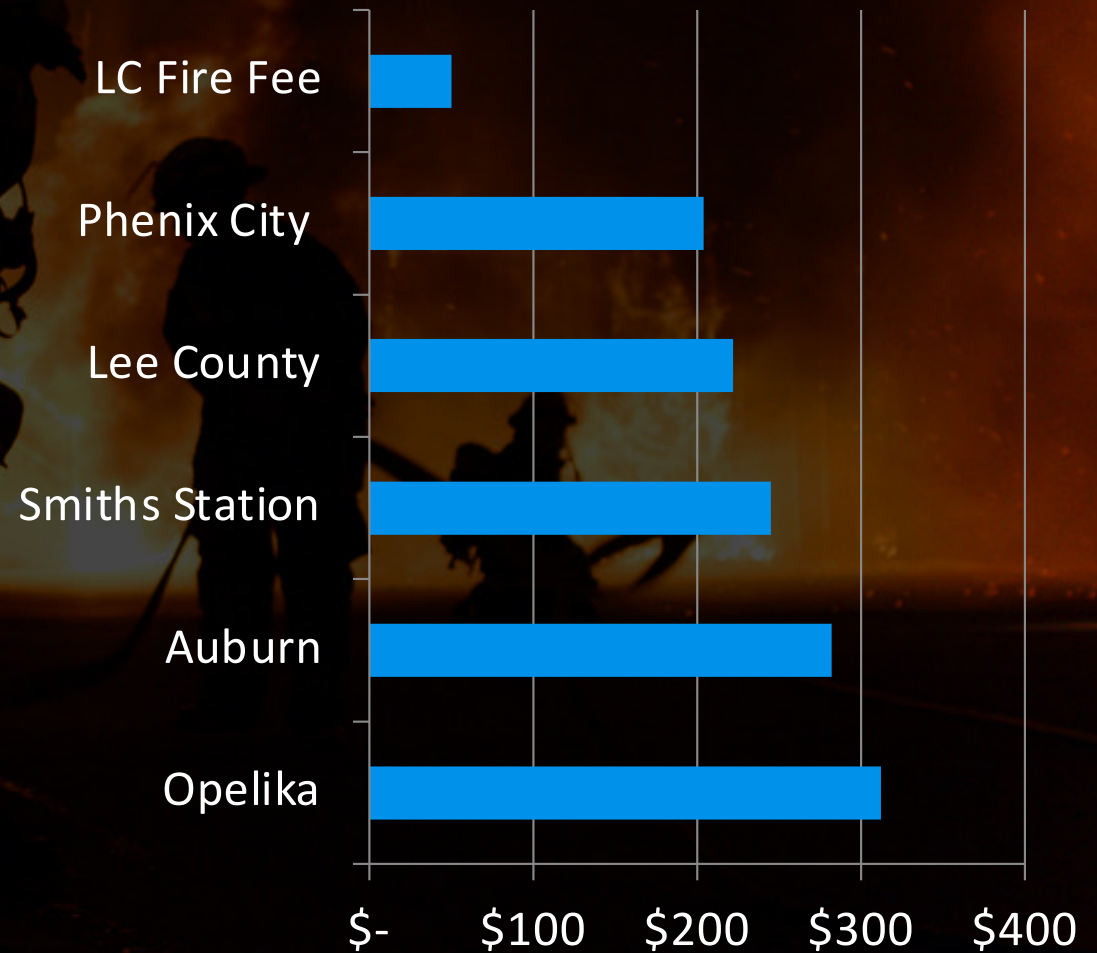 LC Fire Fee
Phenix City
Lee County
Smiths Station
Auburn
Opelika
$- $100 $200 $300 $400